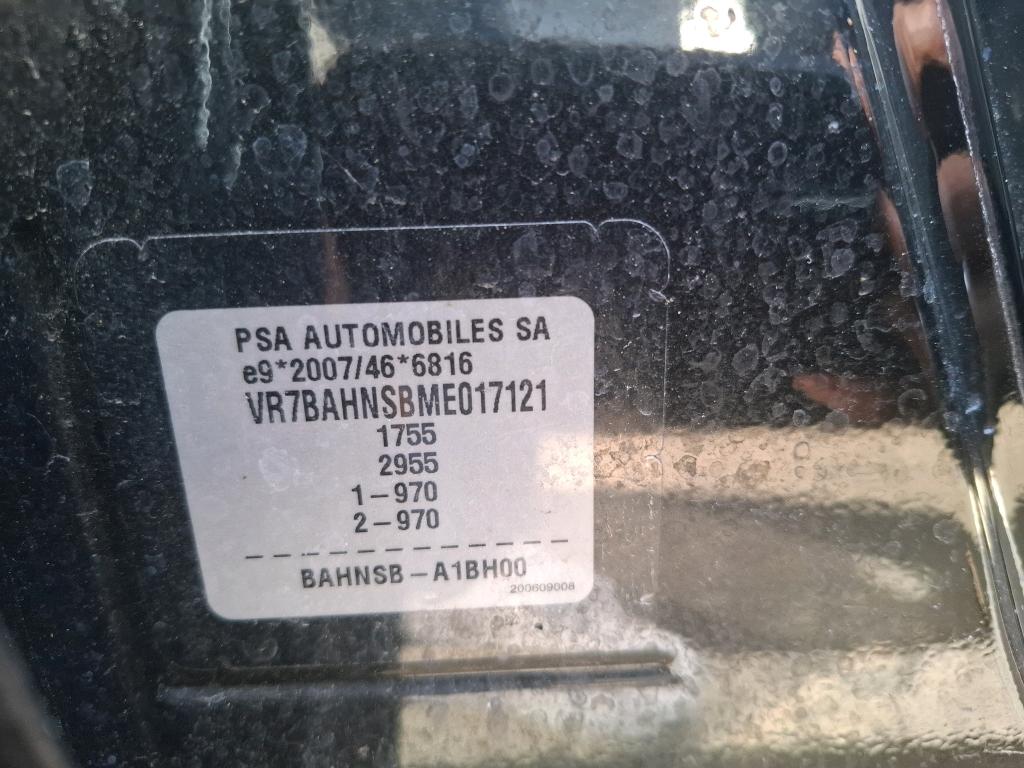 PSA AUTOMOBILES SA
e9*2007/46*6816
VR7BAHNSBME017121
1755
2955
1-970
2-970
BAHNSB-A1BH00
200609008